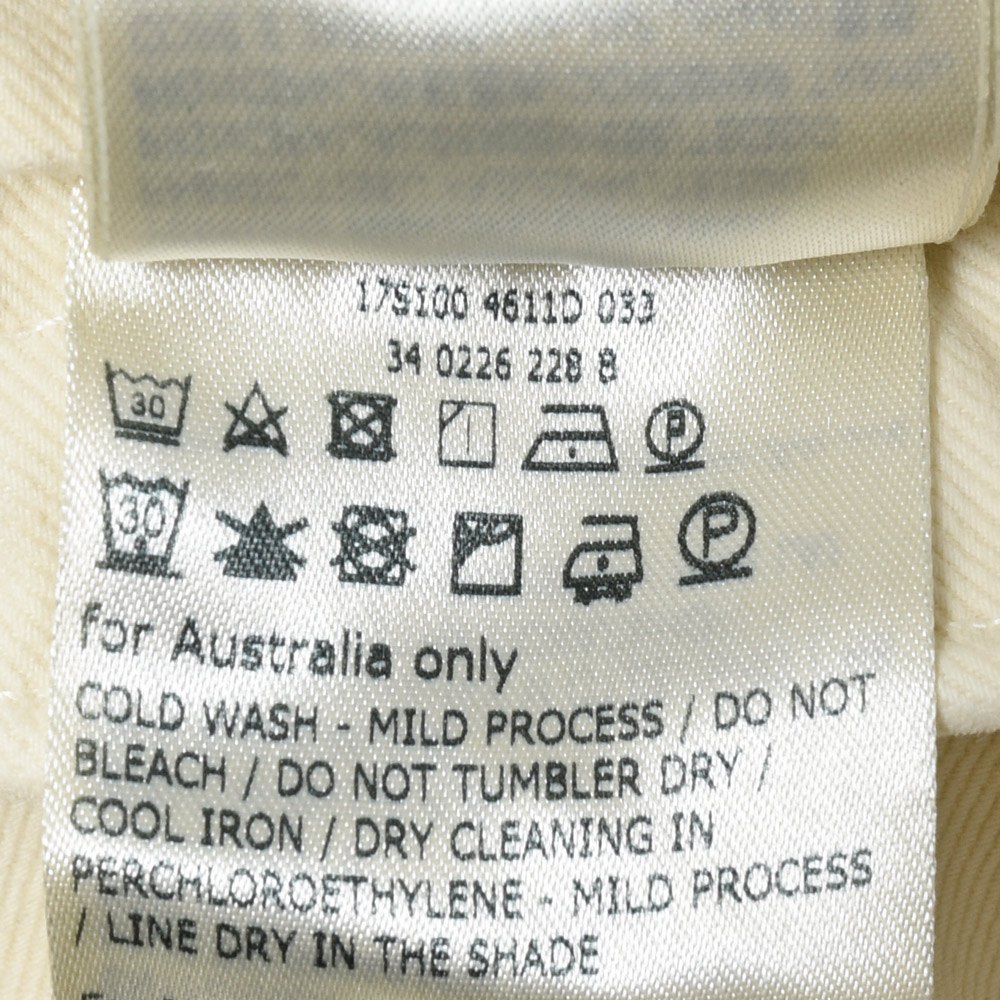 17S100 4611D 033
34 0226 228 8
30 P
30 P
for Australia only
COLD WASH - MILD PROCESS / DO NOT
BLEACH / DO NOT TUMBLER DRY /
COOL IRON / DRY CLEANING IN
PERCHLOROETHYLENE - MILD PROCESS
/ LINE DRY IN THE SHADE